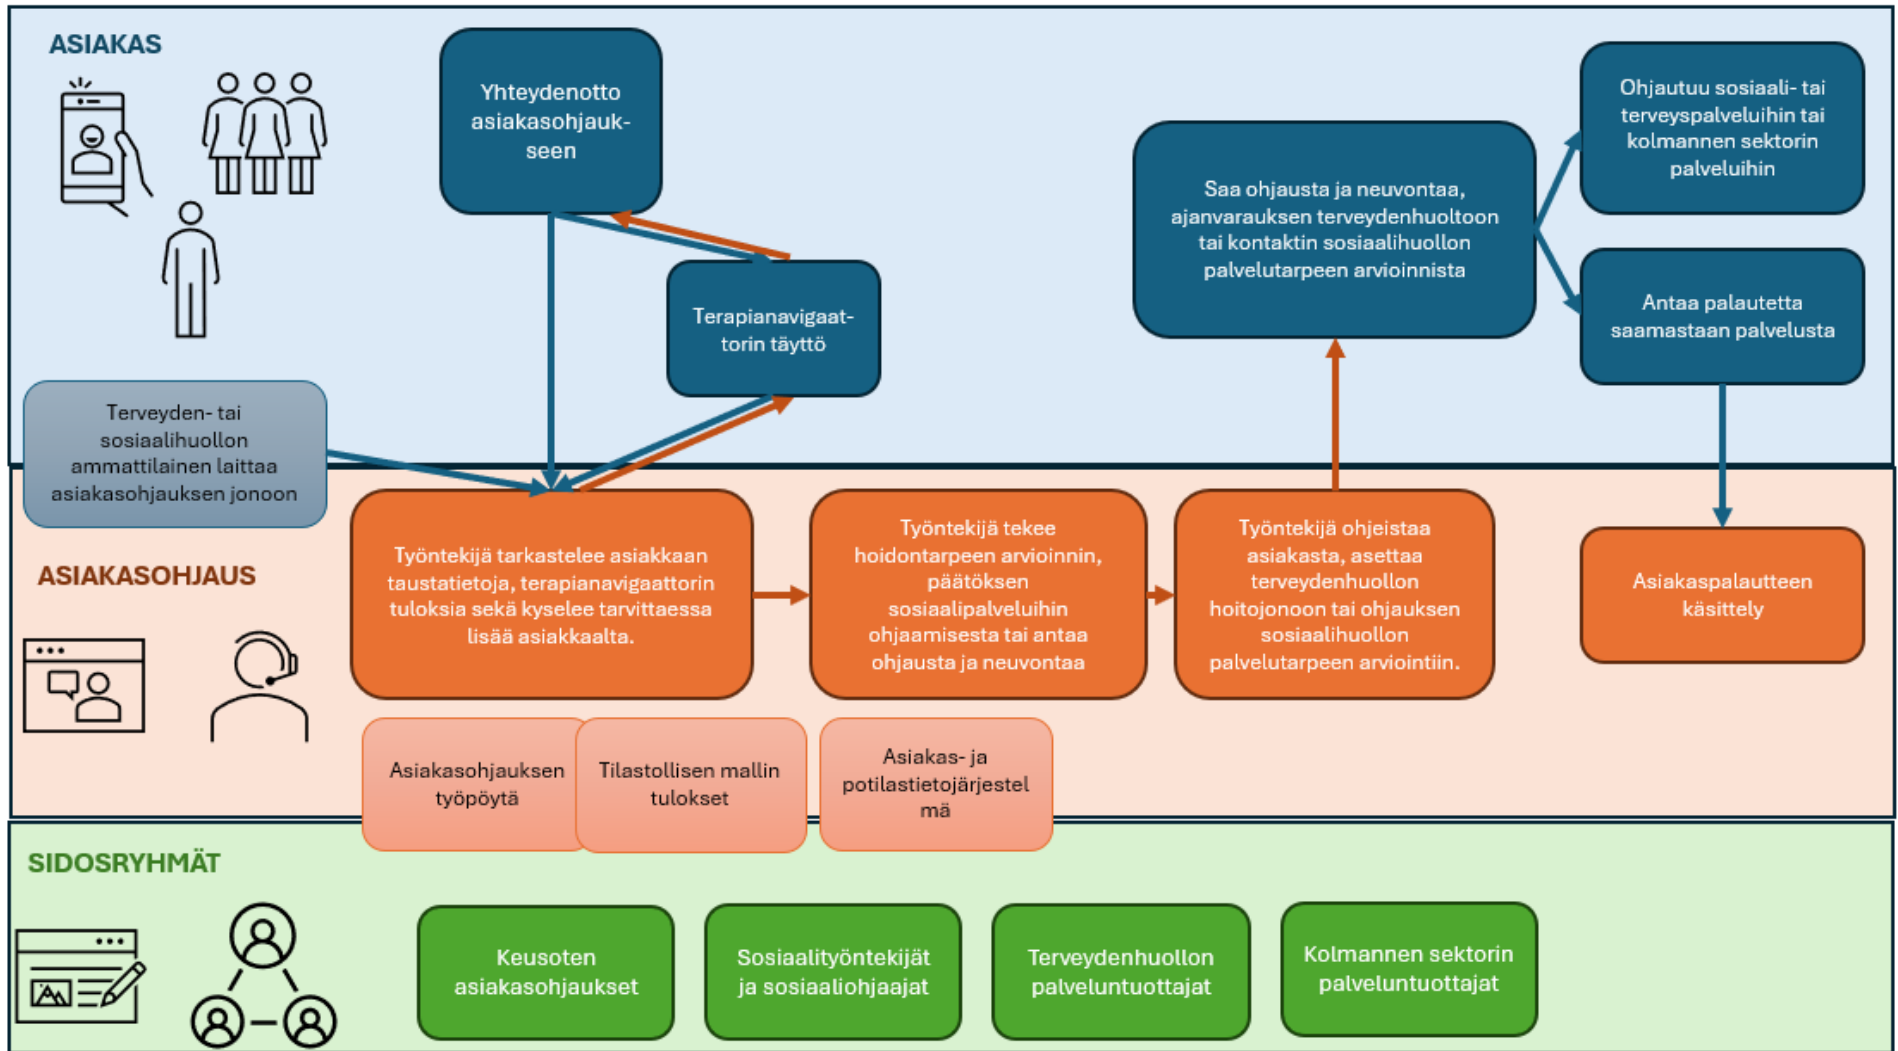 ASIAKAS
Yhteydenotto
asiakasohjauk-
seen
Terapianavigaat-
torin täyttö
Saa ohjausta ja neuvontaa,
ajanvarauksen terveydenhuoltoon
tai kontaktin sosiaalihuollon
palvelutarpeen arvioinnista
Ohjautuu sosiaali- tai
terveyspalveluihin tai
kolmannen sektorin
palveluihin
Antaa palautetta
saamastaan palvelusta
Terveyden- tai
sosiaalihuollon
ammattilainen laittaa
asiakasohjauksen jonoon
ASIAKASOHJAUS
Työntekijä tarkastelee asiakkaan
taustatietoja, terapianavigaattorin
tuloksia sekä kyselee tarvittaessa
lisää asiakkaalta.
Työntekijä tekee
hoidontarpeen arvioinnin,
päätöksen
sosiaalipalveluihin
ohjaamisesta tai antaa
ohjausta ja neuvontaa
Työntekijä ohjeistaa
asiakasta, asettaa
terveydenhuollon
hoitojonoon tai ohjauksen
sosiaalihuollon
palvelutarpeen arviointiin.
Asiakaspalautteen
käsittely
Asiakasohjauksen
työpöytä
Tilastollisen mallin
tulokset
Asiakas- ja
potilastietojärjestel
mä
SIDOSRYHMÄT
Keusoten
asiakasohjaukset
Sosiaalityöntekijät
ja sosiaaliohjaajat
Terveydenhuollon
palveluntuottajat
Kolmannen sektorin
palveluntuottajat